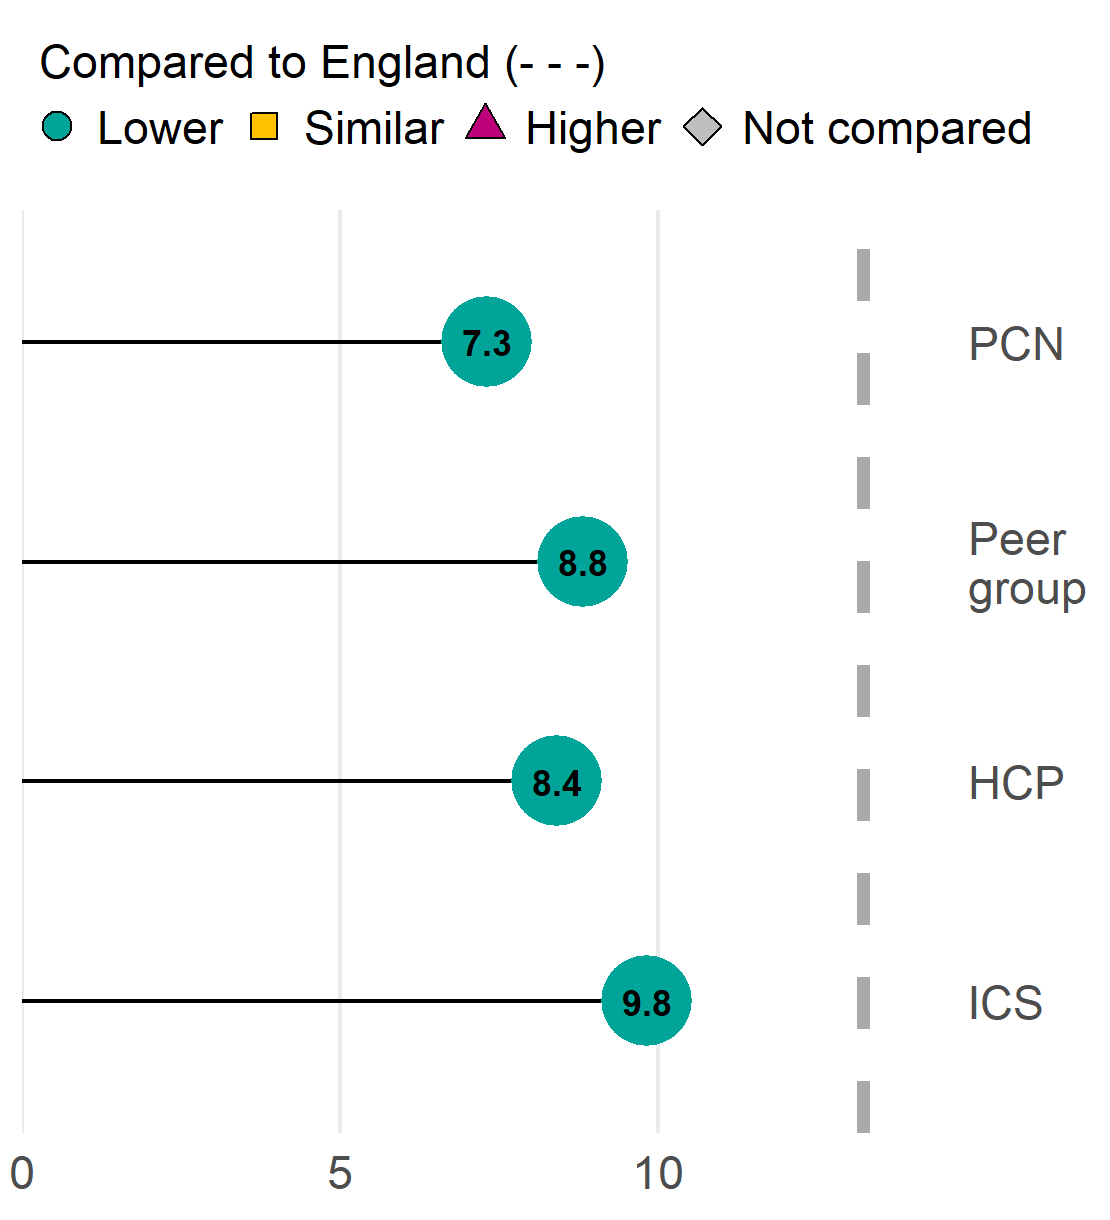 Compared to England (- - -)
Lower Similar Higher Not compared
7.3 PCN
8.8 Peer
group
8.4 HCP
9.8 ICS
0 5 10